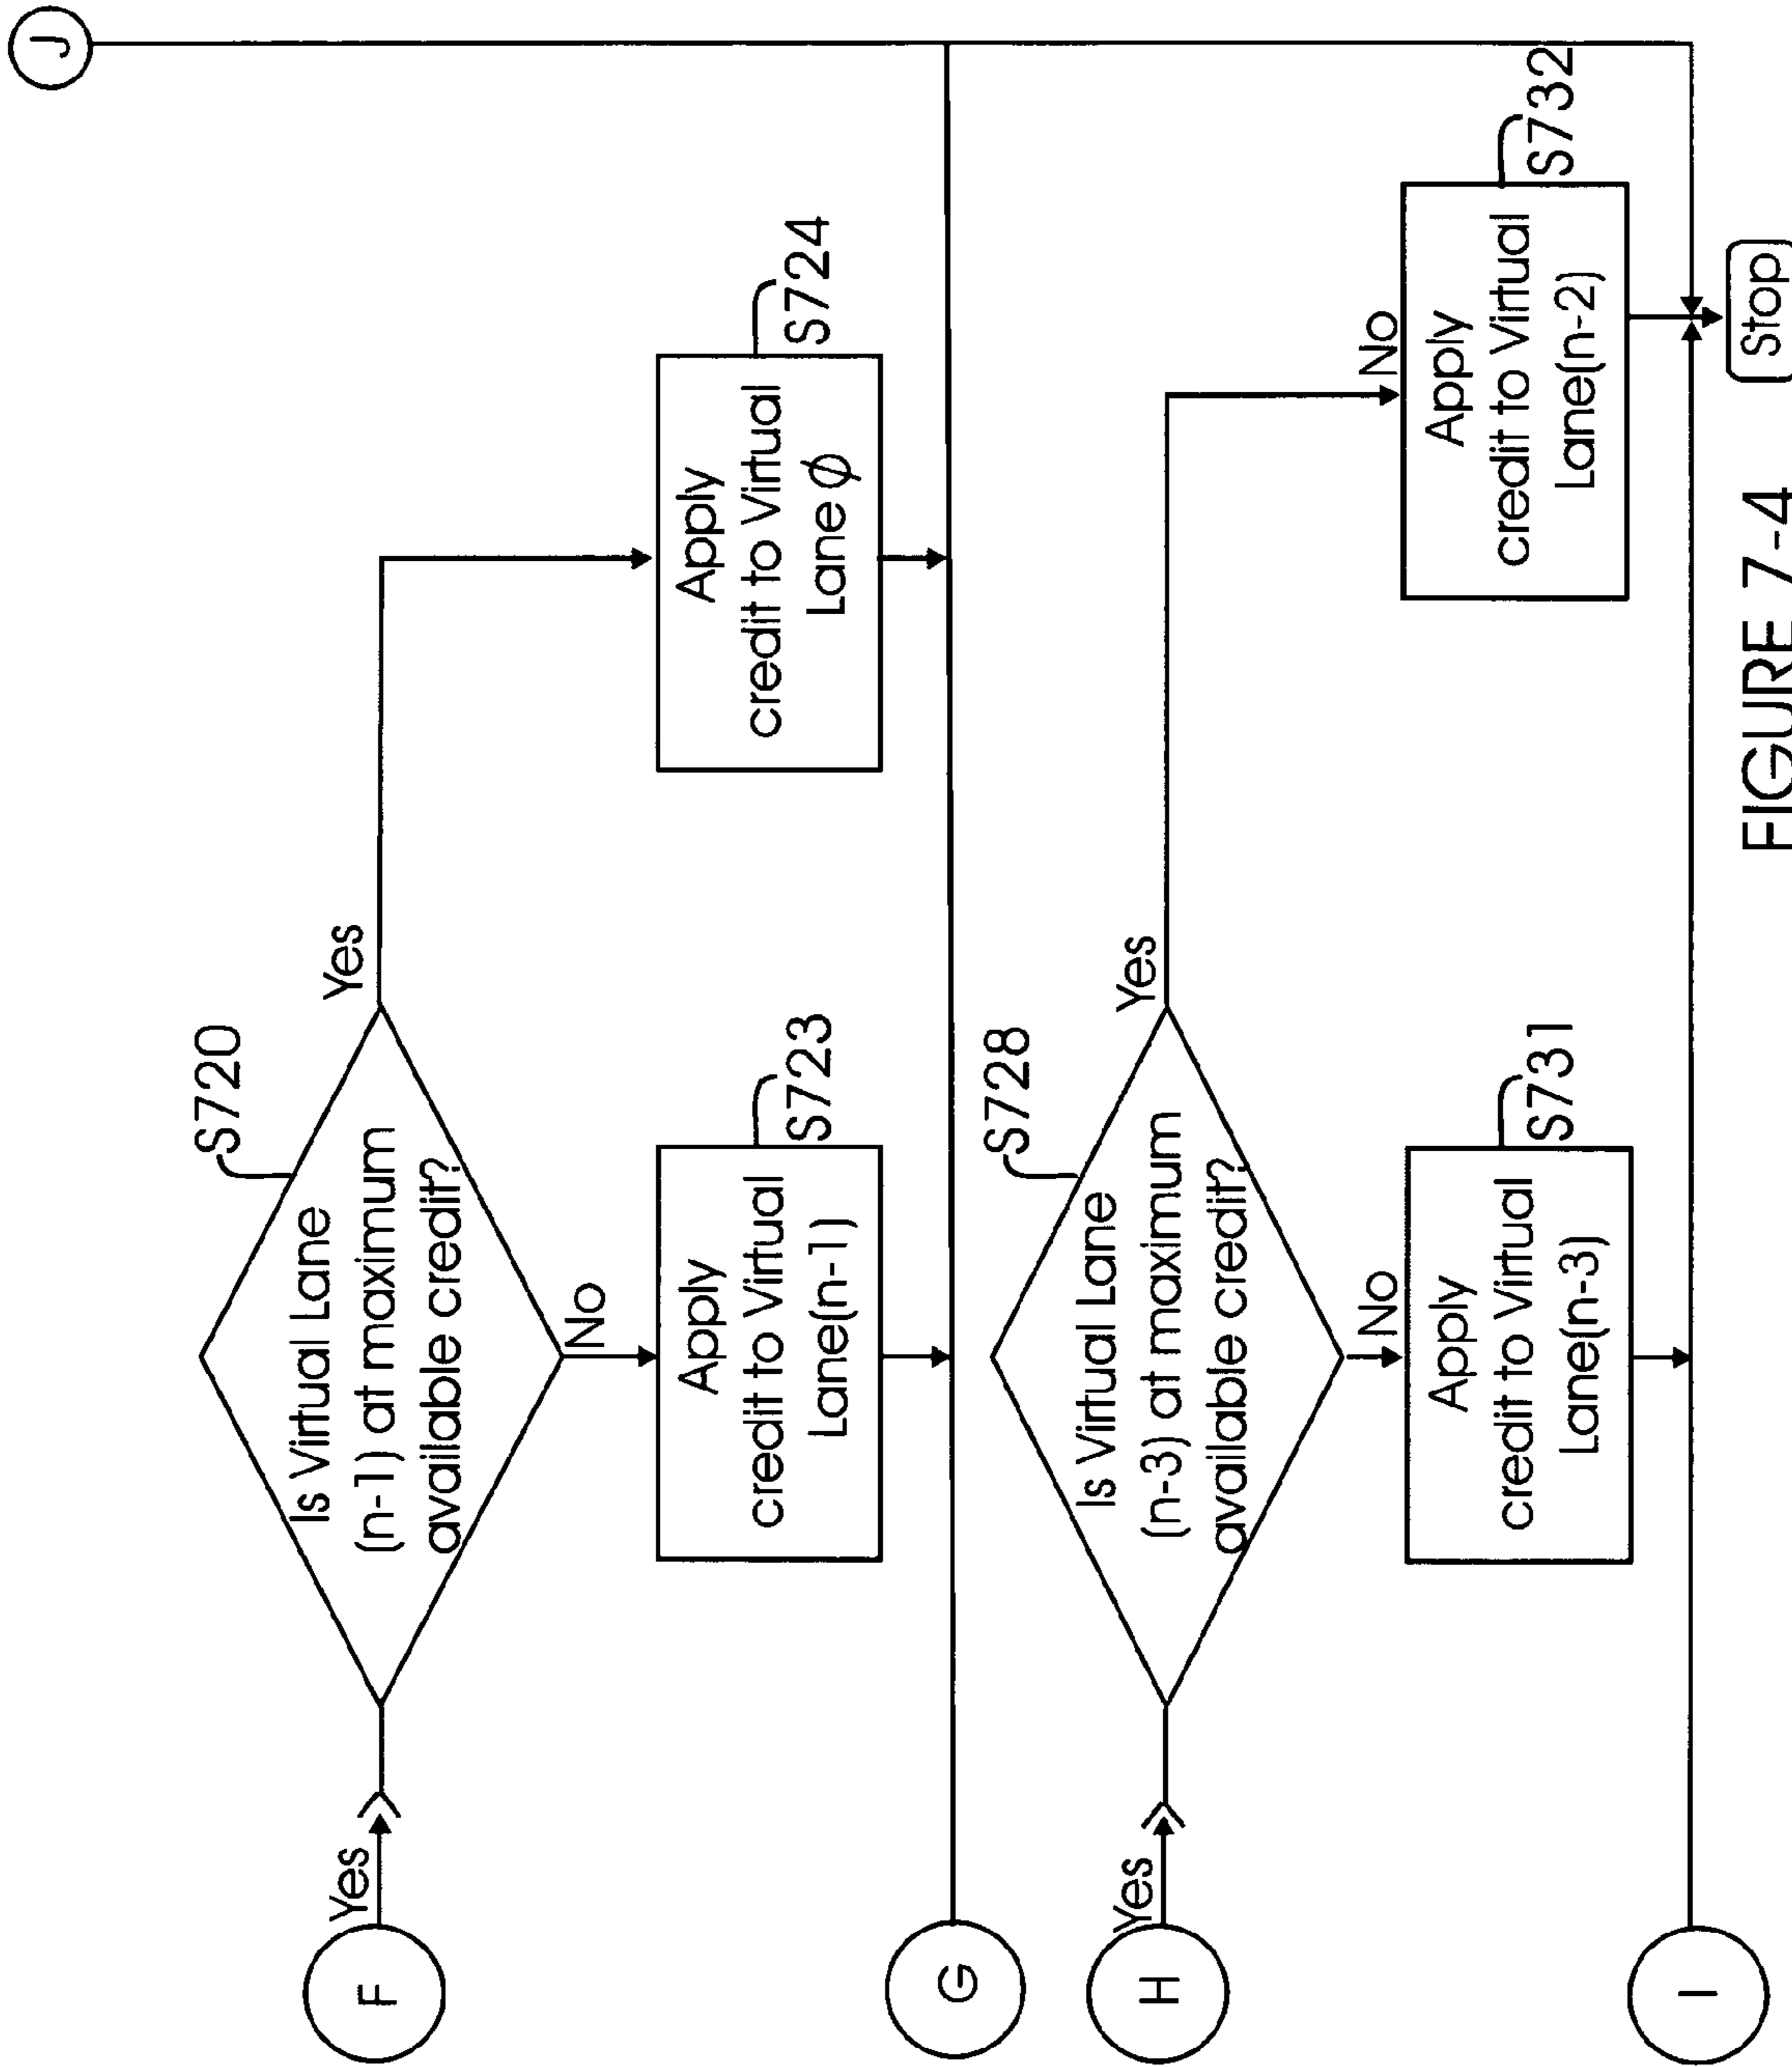 J
F
Yes
Is Virtual Lane
(n-1) at maximum
available credit?
S720
Yes
No
Apply
credit to Virtual
Lane(n-1)
S723
Apply
credit to Virtual
Lane ϕ
S724
G
H
Yes
Is Virtual Lane
(n-3) at maximum
available credit?
S728
Yes
No
No
Apply
credit to Virtual
Lane(n-3)
S731
Apply
credit to Virtual
Lane(n-2)
S732
I
Stop
FIGURE 7-4